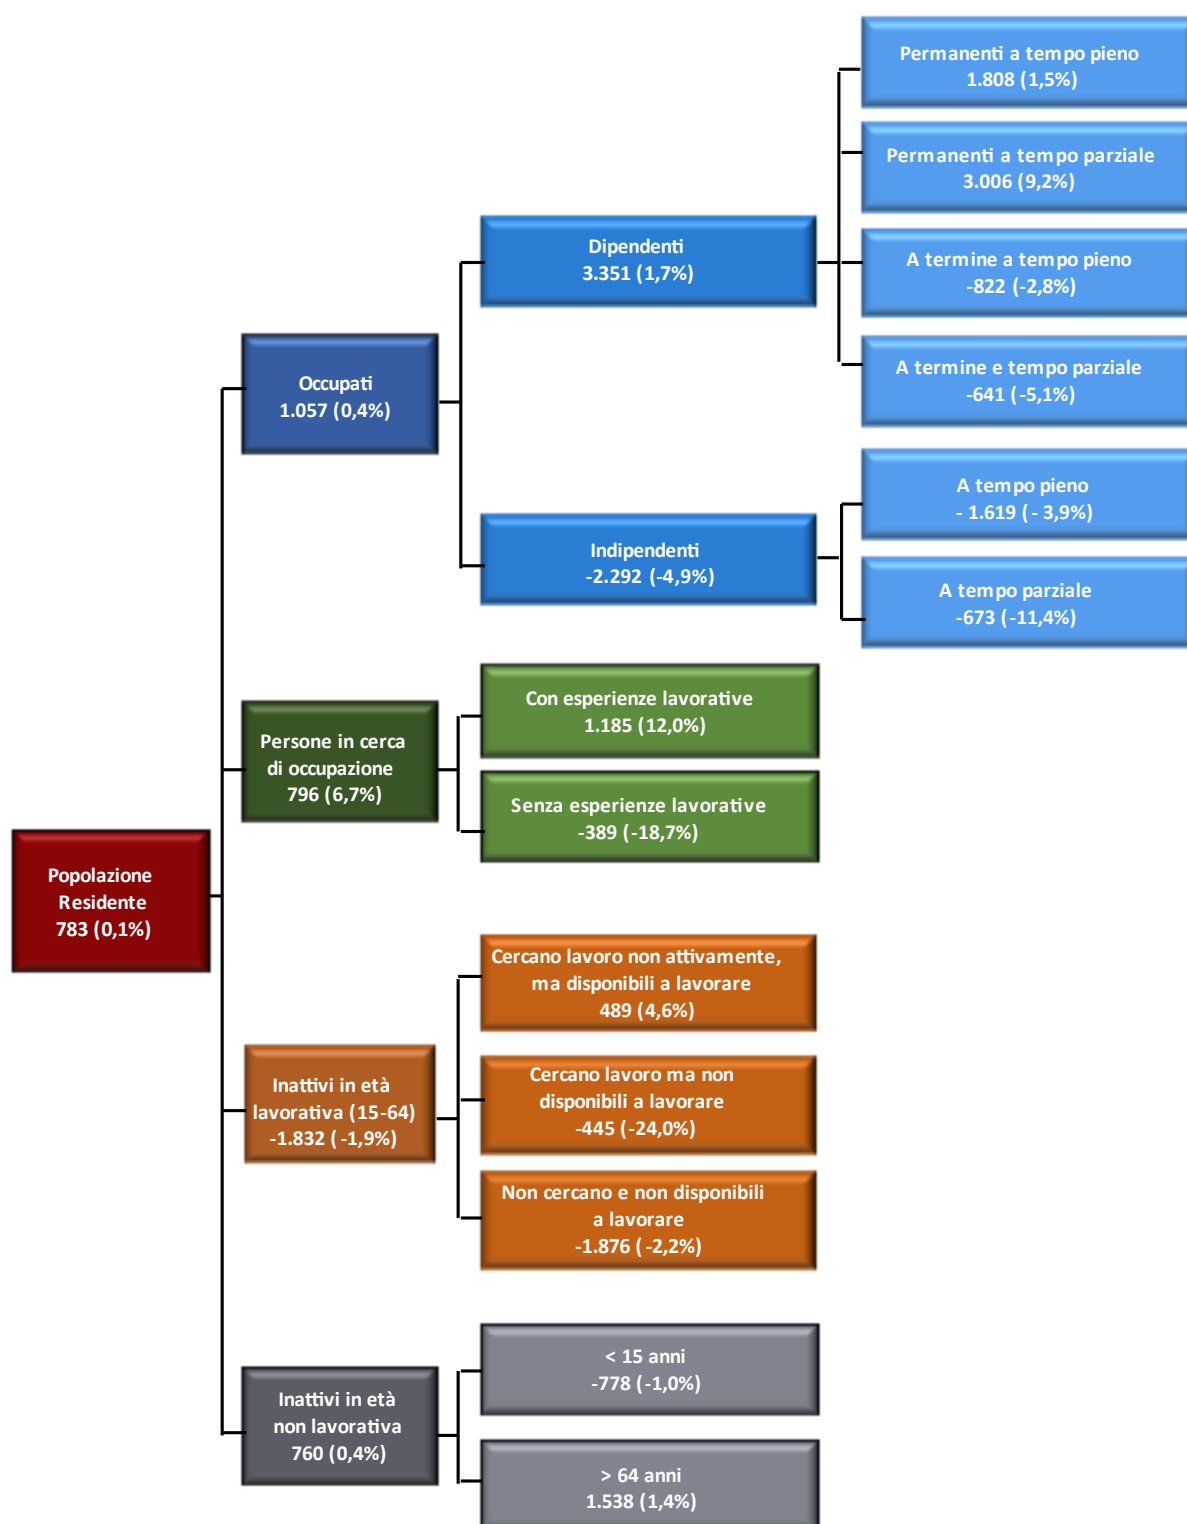 Permanenti a tempo pieno
1.808 (1,5%)
Permanenti a tempo parziale
3.006 (9,2%)
Dipendenti
3.351 (1,7%)
A termine a tempo pieno
-822 (-2,8%)
Occupati
1.057 (0,4%)
A termine e tempo parziale
-641 (-5,1%)
A tempo pieno
- 1.619 ( - 3,9%)
Indipendenti
-2.292 (-4,9%)
A tempo parziale
-673 (-11,4%)
Con esperienze lavorative
1.185 (12,0%)
Persone in cerca
di occupazione
796 (6,7%)
Senza esperienze lavorative
-389 (-18,7%)
Popolazione
Residente
783 (0,1%)
Cercano lavoro non attivamente,
ma disponibili a lavorare
489 (4,6%)
Inattivi in età
lavorativa (15-64)
-1.832 ( -1,9%)
Cercano lavoro ma non
disponibili a lavorare
-445 (-24,0%)
Non cercano e non disponibili
a lavorare
-1.876 ( -2,2%)
< 15 anni
-778 (-1,0%)
Inattivi in età
non lavorativa
760 (0,4%)
> 64 anni
1.538 (1,4%)